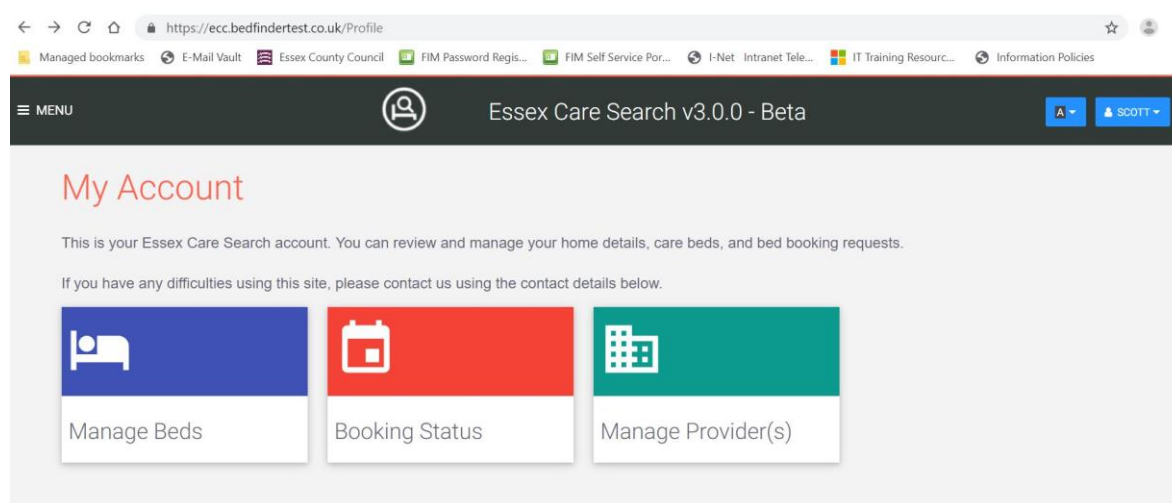 https://ecc.bedfindertest.co.uk/Profile
Managed bookmarks E-Mail Vault Essex County Council FIM Password Regis... FIM Self Service Por... I-Net Intranet Tele... IT Training Resourc... Information Policies
MENU Essex Care Search v3.0.0 - Beta A SCOTT
My Account
This is your Essex Care Search account. You can review and manage your home details, care beds, and bed booking requests.
If you have any difficulties using this site, please contact us using the contact details below.
Manage Beds Booking Status Manage Provider(s)